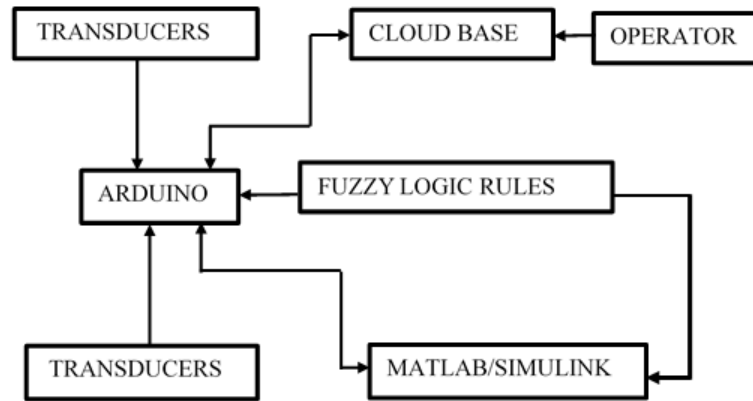 TRANSDUCERS
CLOUD BASE
OPERATOR
ARDUINO
FUZZY LOGIC RULES
TRANSDUCERS
MATLAB/SIMULINK